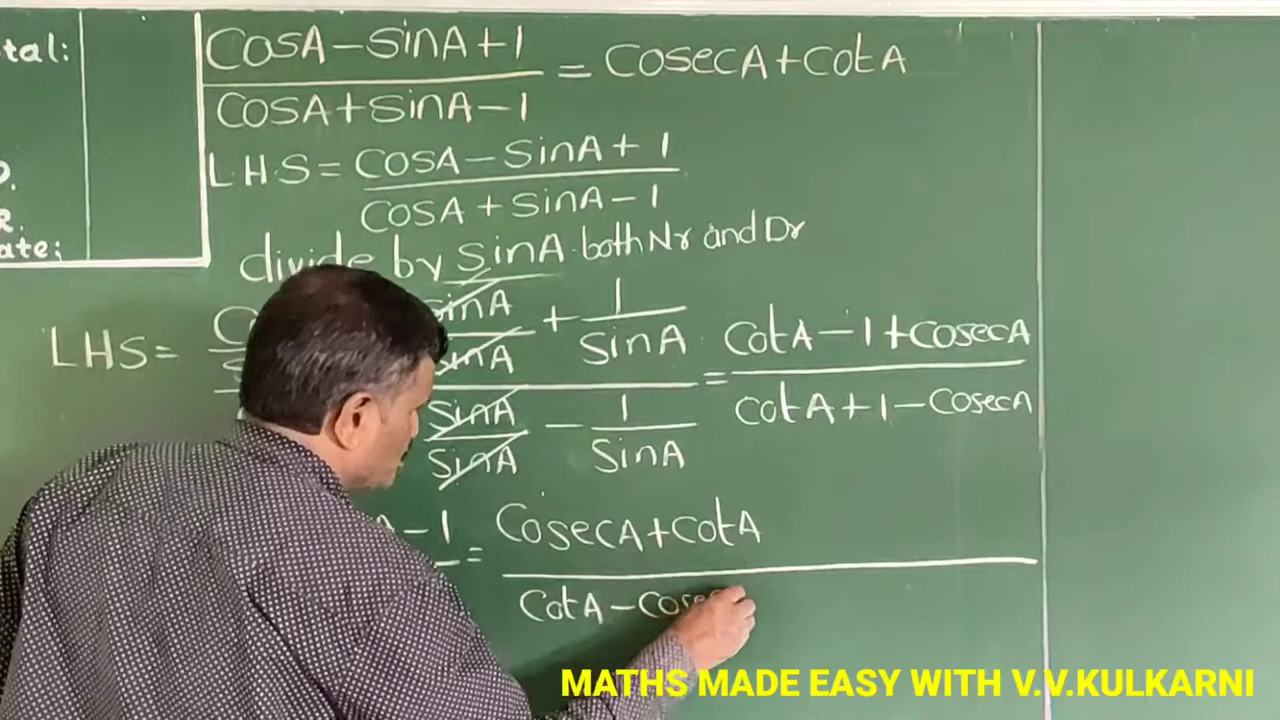 tal:
ate:
CosA – sinA + 1
= CosecA + CotA
COSA + sinA – 1
L.H.S = COSA – SinA + 1
COSA + SinA – 1
divide by SinA both Nr and Dr
LHS =
sinA
+ 1
sinA
SinA
= CotA – 1 + CosecA
CotA + 1 – CosecA
SinA
– 1
SinA
SinA
A – 1 = CosecA + CotA
CotA –
MATHS MADE EASY WITH V.V.KULKARNI